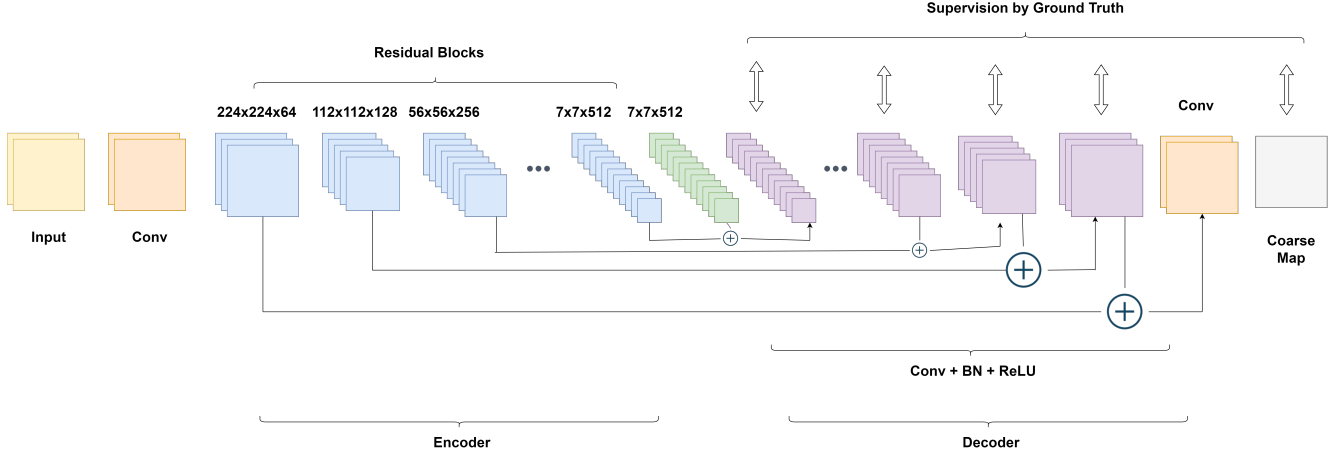 Supervision by Ground Truth
Residual Blocks
224x224x64
112x112x128
56x56x256
7x7x512
7x7x512
Conv
Input
Conv
Coarse
Map
Conv + BN + ReLU
Encoder
Decoder